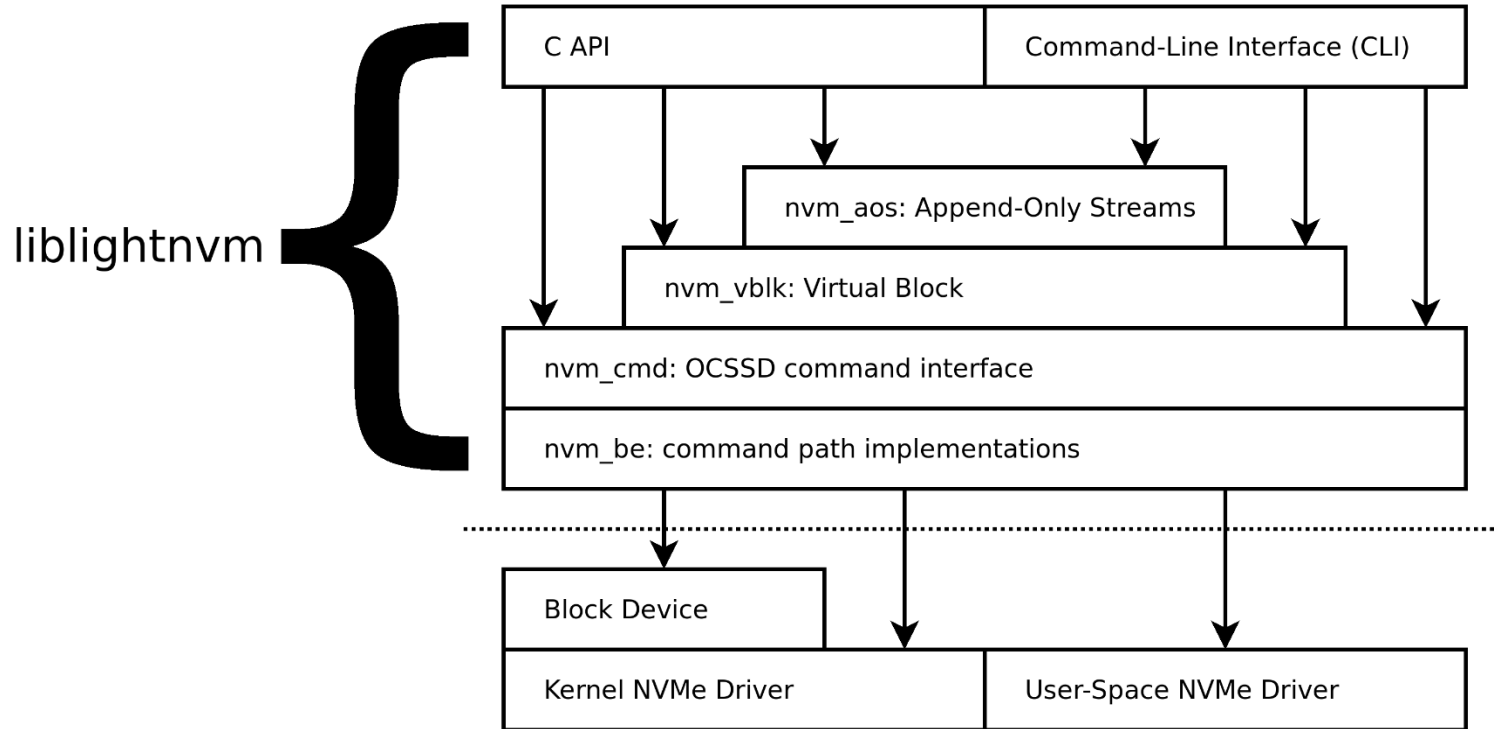 C API
Command-Line Interface (CLI)
nvm_aos: Append-Only Streams
liblightnvm
nvm_vblk: Virtual Block
nvm_cmd: OCSSD command interface
nvm_be: command path implementations
Block Device
Kernel NVMe Driver
User-Space NVMe Driver